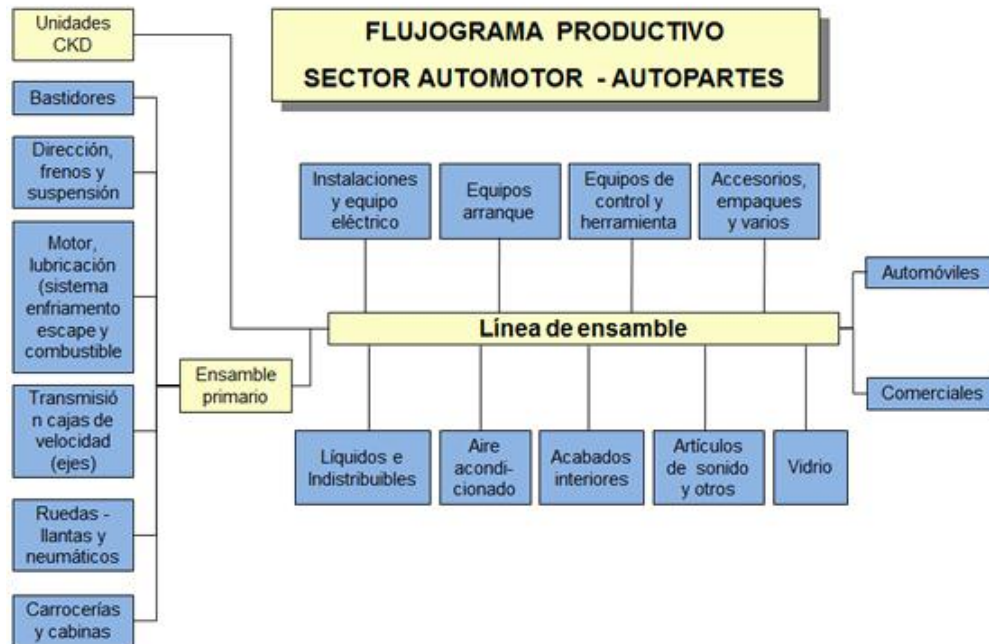 Unidades
CKD
FLUJOGRAMA PRODUCTIVO
SECTOR AUTOMOTOR - AUTOPARTES
Bastidores
Dirección,
frenos y
suspensión
Motor,
lubricación
(sistema
enfriamento
escape y
combustible
Transmisió
n cajas de
velocidad
(ejes)
Ruedas -
llantas y
neumáticos
Carrocerías
y cabinas
Ensamble
primario
Instalaciones
y equipo
eléctrico
Equipos
arranque
Equipos de
control y
herramienta
Accesorios,
empaques
y varios
Línea de ensamble
Líquidos e
Indistribuibles
Aire
acondi-
cionado
Acabados
interiores
Artículos
de sonido
y otros
Vidrio
Automóviles
Comerciales